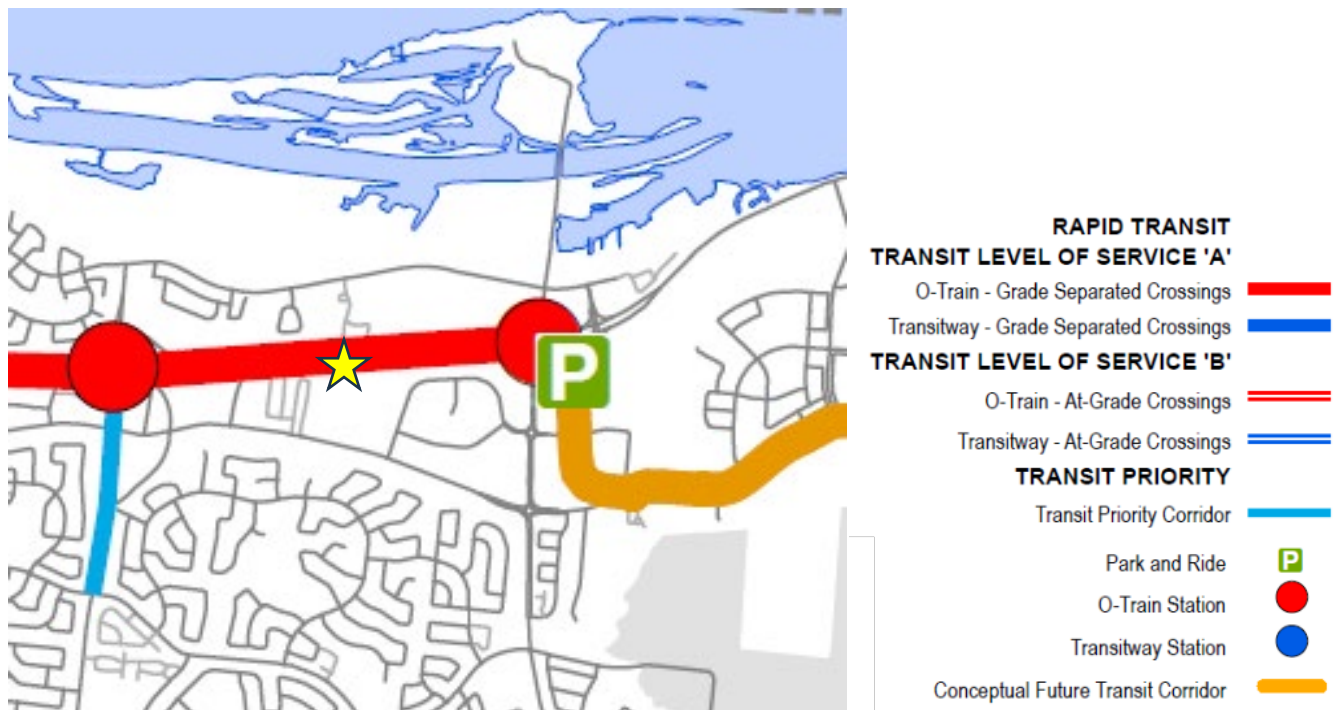 P
RAPID TRANSIT
TRANSIT LEVEL OF SERVICE 'A'
O-Train - Grade Separated Crossings
Transitway - Grade Separated Crossings
TRANSIT LEVEL OF SERVICE 'B'
O-Train - At-Grade Crossings
Transitway - At-Grade Crossings
TRANSIT PRIORITY
Transit Priority Corridor
Park and Ride P
O-Train Station
Transitway Station
Conceptual Future Transit Corridor